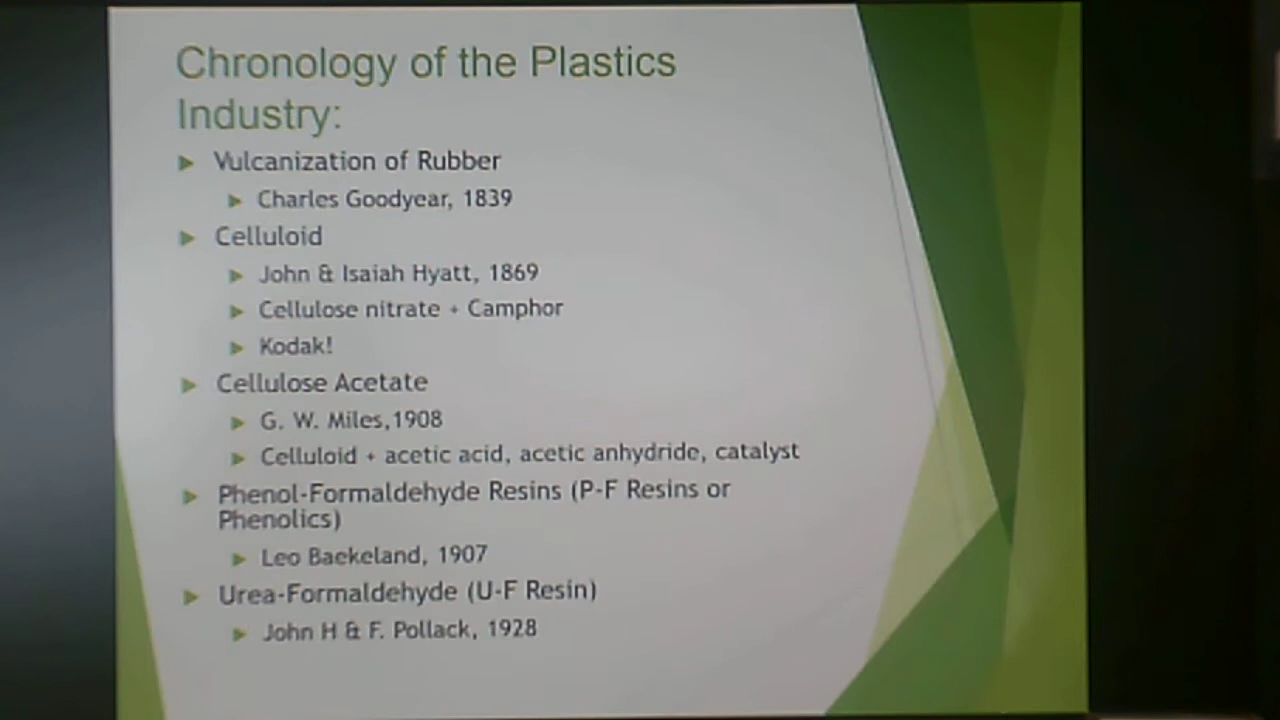 Chronology of the Plastics
Industry:
Vulcanization of Rubber
Charles Goodyear, 1839
Celluloid
John & Isaiah Hyatt, 1869
Cellulose nitrate + Camphor
Kodak!
Cellulose Acetate
G. W. Miles,1908
Celluloid + acetic acid, acetic anhydride, catalyst
Phenol-Formaldehyde Resins (P-F Resins or
Phenolics)
Leo Baekeland, 1907
Urea-Formaldehyde (U-F Resin)
John H & F. Pollack, 1928